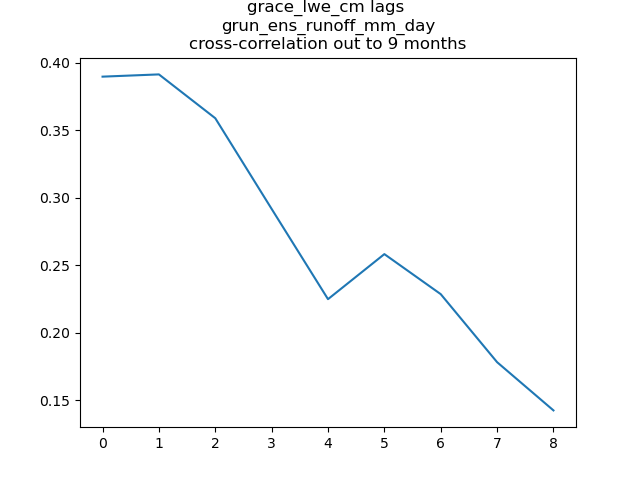 grace_lwe_cm lags
grun_ens_runoff_mm_day
cross-correlation out to 9 months
0.40
0.35
0.30
0.25
0.20
0.15
0 1 2 3 4 5 6 7 8